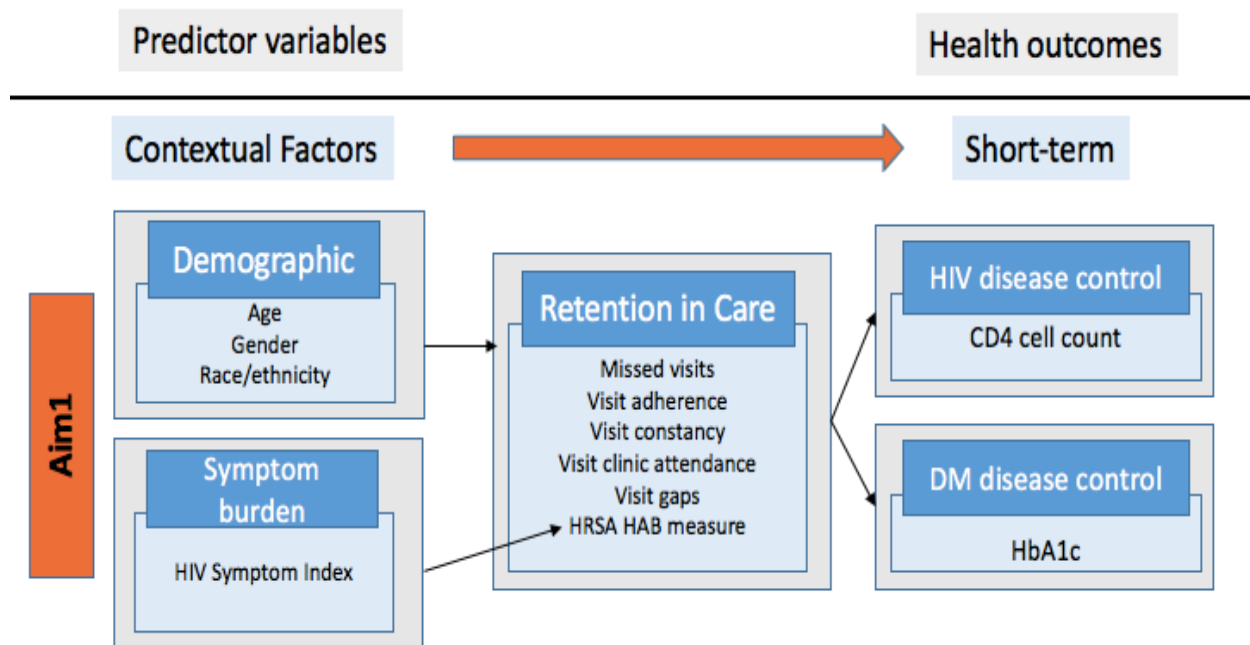 Predictor variables
Health outcomes
Contextual Factors
Short-term
Aim1
Demographic
Age
Gender
Race/ethnicity
Symptom
burden
HIV Symptom Index
Retention in Care
Missed visits
Visit adherence
Visit constancy
Visit clinic attendance
Visit gaps
HRSA HAB measure
HIV disease control
CD4 cell count
DM disease control
HbA1c